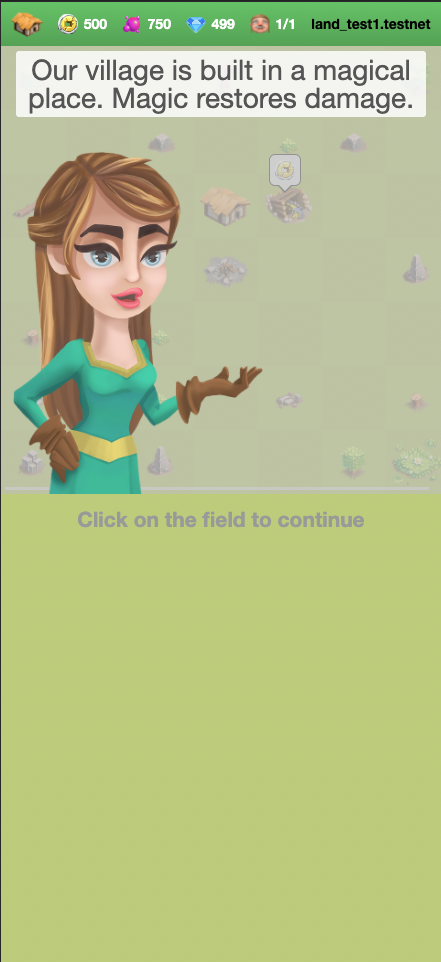 500 750 499 1/1 land_test1.testnet
Our village is built in a magical
place. Magic restores damage.
Click on the field to continue